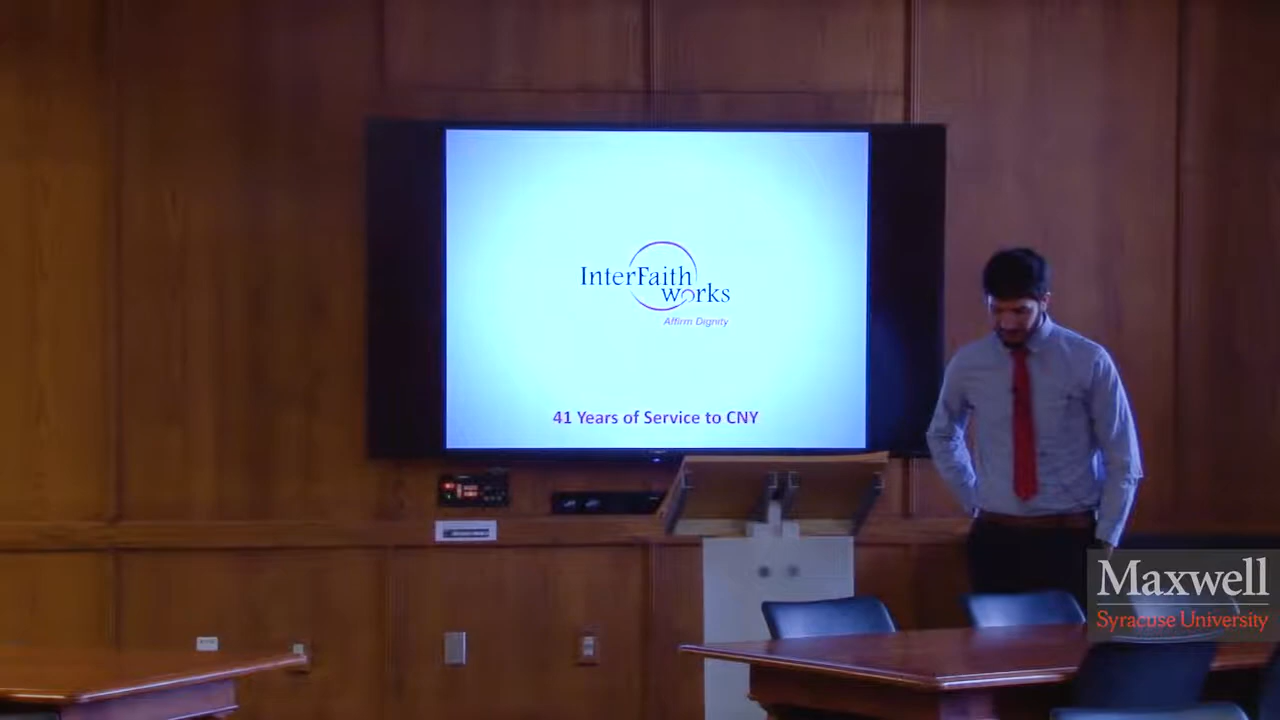 InterFaith
works
Affirm Dignity
41 Years of Service to CNY
Maxwell
Syracuse University